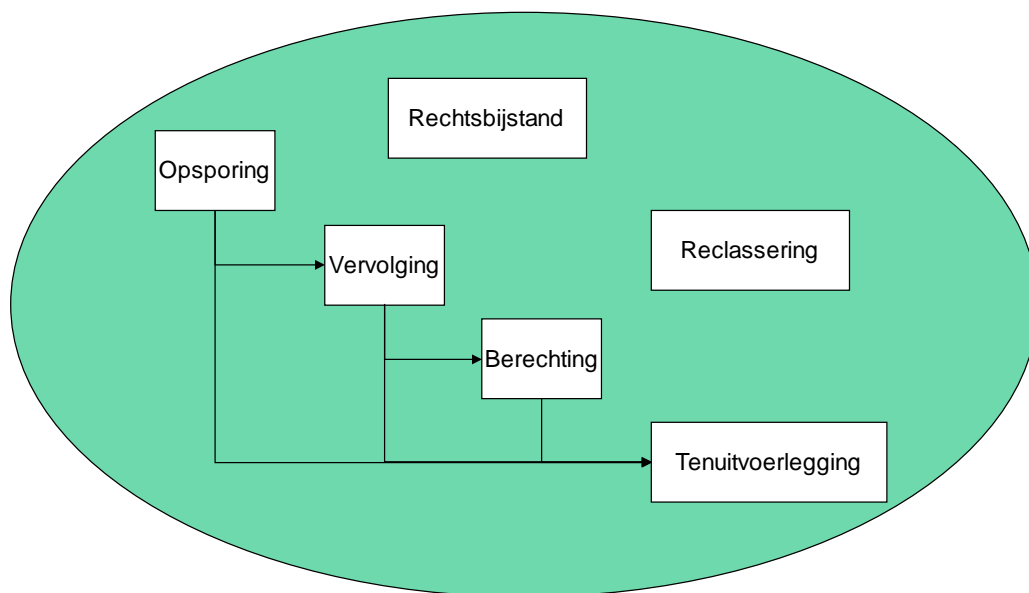 Rechtsbijstand
Opsporing
Reclassering
Vervolging
Berechting
Tenuitvoerlegging